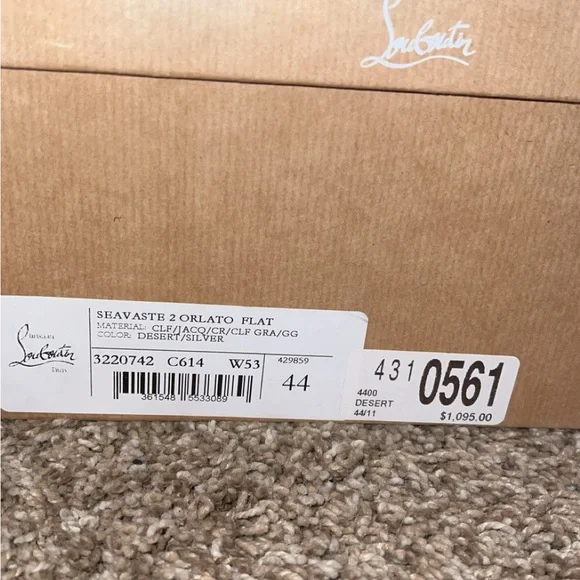 Louboutin
SEAVASTE 2 ORLATO FLAT
MATERIAL: CLF/JACQ/CR/CLF GRA/GG
COLOR: DESERT/SILVER
Louboutin
Paris
3220742 C614 W53
429859
44
361548 5533089
431 0561
4400
DESERT
44/11
$1,095.00